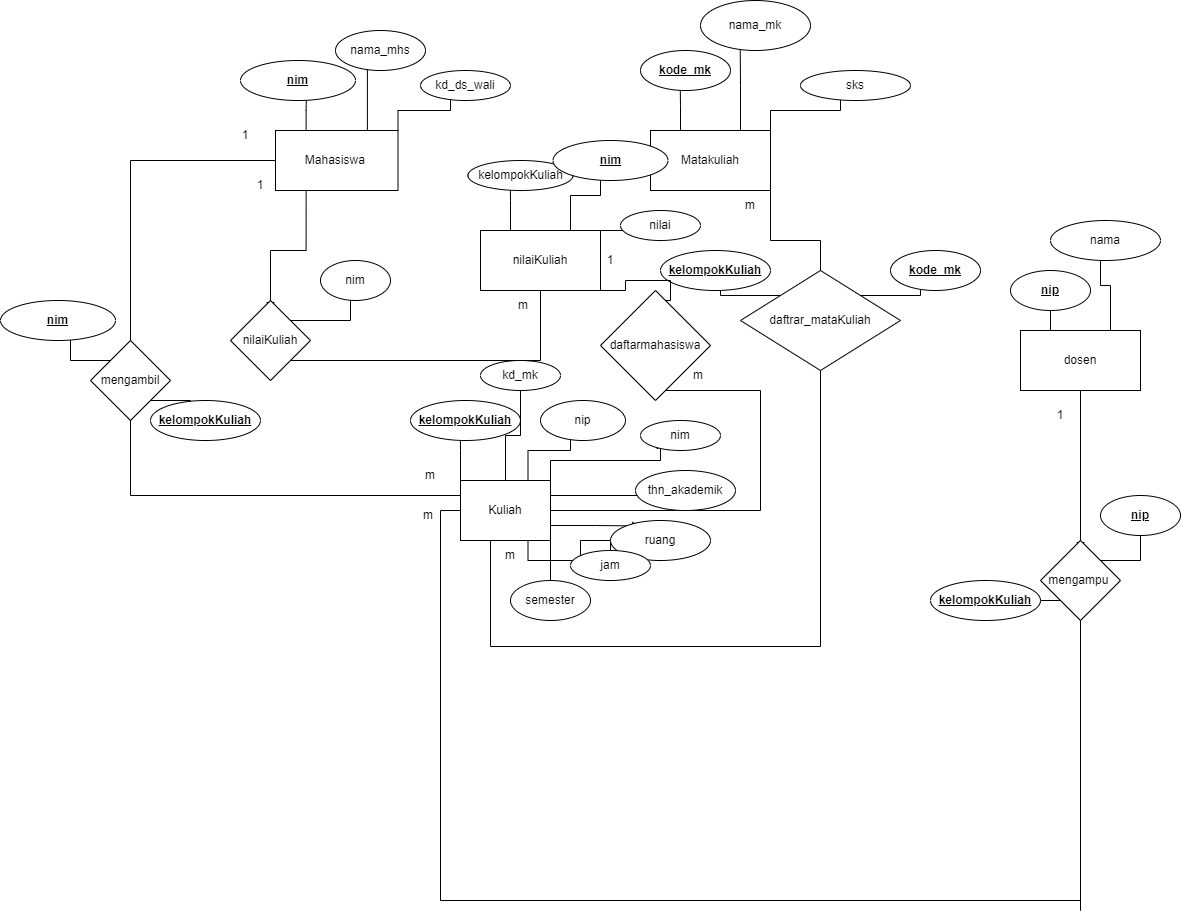 nama_mk
nama_mhs
nim
kode_mk
kd_ds_wali
sks
1
Mahasiswa
nim
Matakuliah
kelompokKuliah
1
m
nilai
nama
nilaiKuliah
1
kelompokKuliah
kode_mk
nim
nip
m
nim
daftrar_mataKuliah
nilaiKuliah
daftarmahasiswa
dosen
mengambil
kd_mk
m
kelompokKuliah
kelompokKuliah
nip
1
nim
m
thn_akademik
Kuliah
m
nip
m
ruang
jam
mengampu
semester
kelompokKuliah